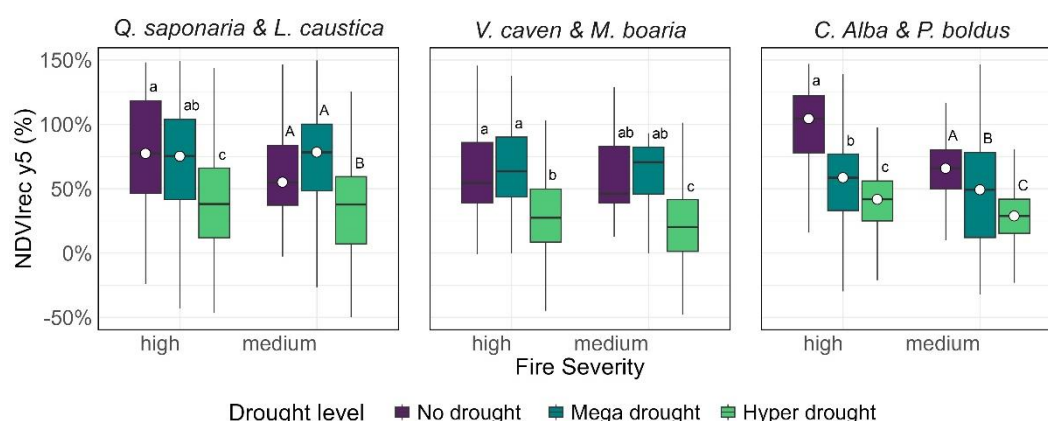 Q. saponaria & L. caustica
V. caven & M. boaria
C. Alba & P. boldus
NDVIrec y5 (%)
150%
100%
50%
0%
-50%
a ab c A A B
a a b ab ab c
a b c A B C
high medium
high medium
high medium
Fire Severity
Drought level No drought Mega drought Hyper drought